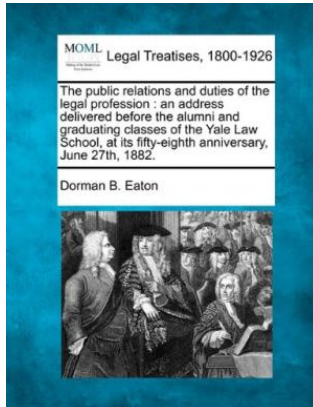 MOML
Legal Treatises, 1800-1926
The public relations and duties of the
legal profession : an address
delivered before the alumni and
graduating classes of the Yale Law
School, at its fifty-eighth anniversary,
June 27th, 1882.
Dorman B. Eaton